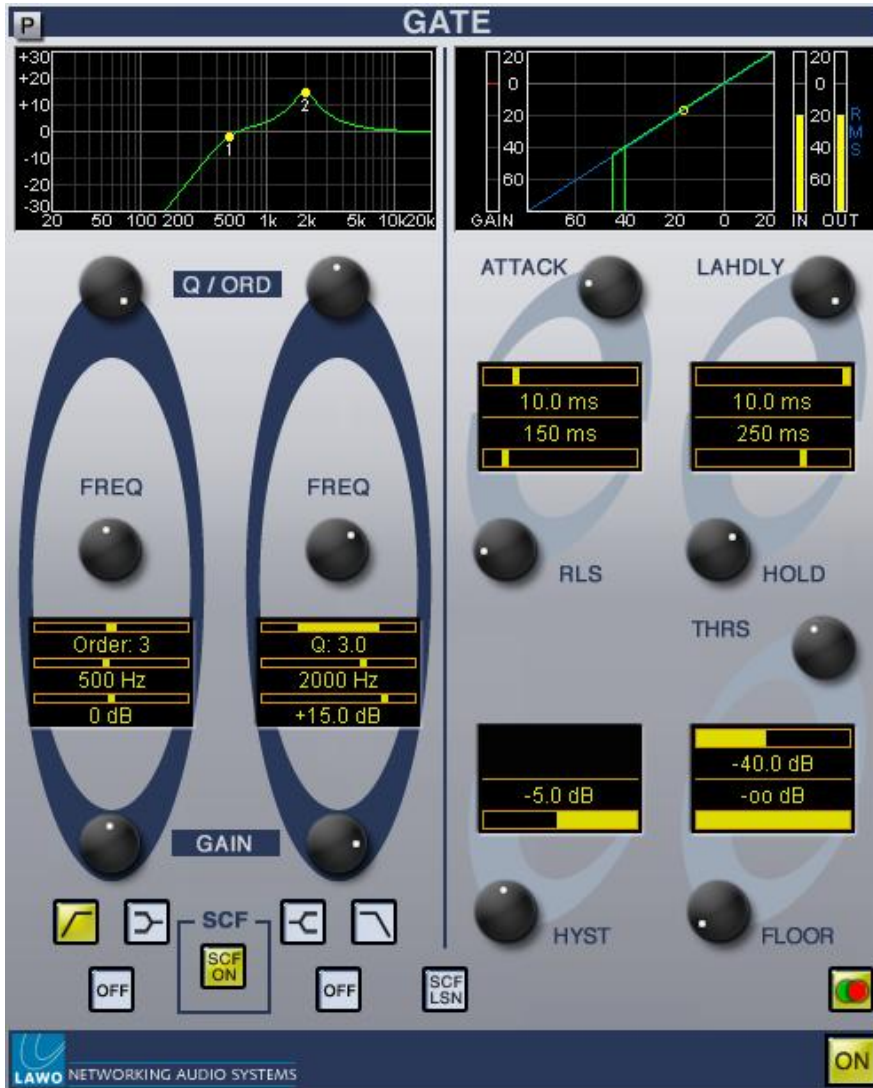 P
GATE
+30
+20
+10
0
-10
-20
-30
20 50 100 200 500 1k 2k 5k 10k20k
1
2
20
0
20
40
60
GAIN
60 40 20 0 20
20
0
20
40
60
IN OUT
RMS
Q / ORD
ATTACK
LAHDLY
10.0 ms
150 ms
10.0 ms
250 ms
FREQ
FREQ
RLS
HOLD
THRS
Order: 3
500 Hz
0 dB
Q: 3.0
2000 Hz
+15.0 dB
-5.0 dB
-40.0 dB
-oo dB
GAIN
HYST
FLOOR
SCF
SCF
ON
OFF
OFF
SCF
LSN
LAWO NETWORKING AUDIO SYSTEMS
ON